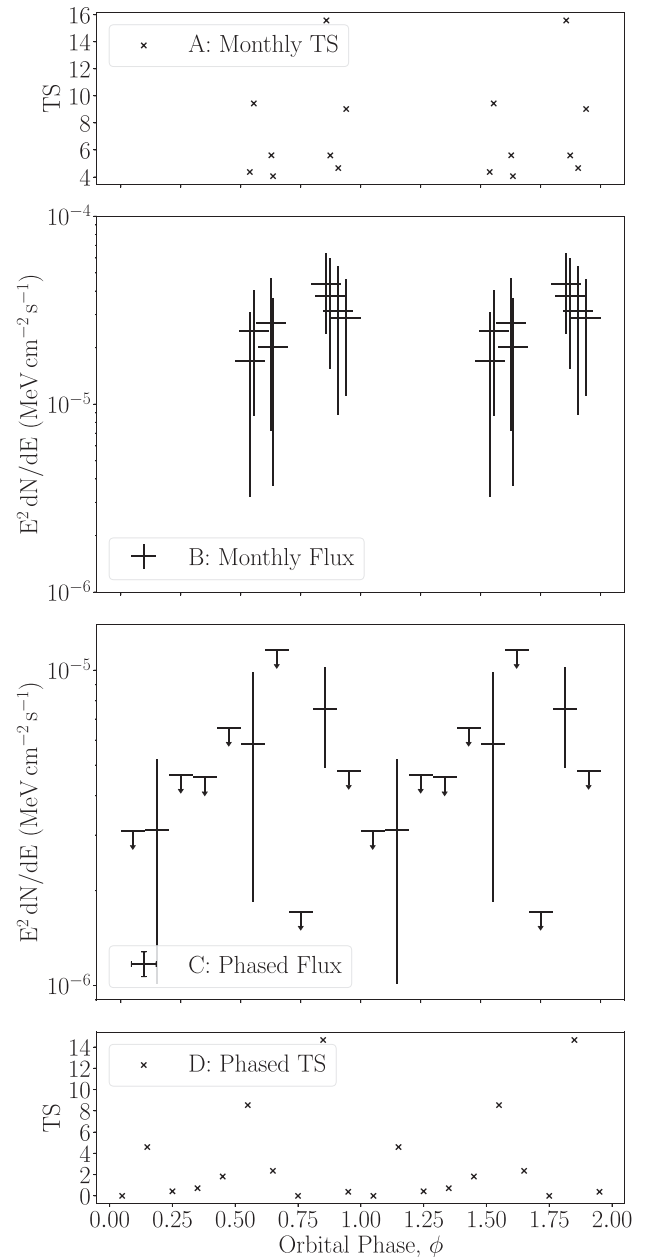 16
14
12
10
8
6
4
TS
A: Monthly TS
10⁻⁴
10⁻⁵
10⁻⁶
E² dN/dE (MeV cm⁻² s⁻¹)
B: Monthly Flux
10⁻⁵
10⁻⁶
E² dN/dE (MeV cm⁻² s⁻¹)
C: Phased Flux
14
12
10
8
6
4
2
0
TS
D: Phased TS
0.00 0.25 0.50 0.75 1.00 1.25 1.50 1.75 2.00
Orbital Phase, ϕ